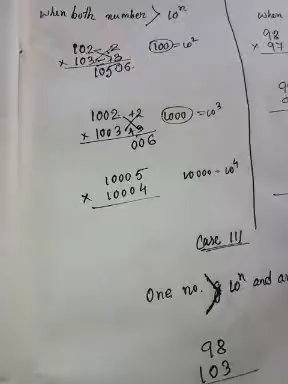 when both number > 10ⁿ
102 +2
× 103 +3
10506
100 = 10²
1002 +2
× 1003 +3
006
1000 = 10³
10005
× 10004
10000 = 10⁴
Case III
One no. 10ⁿ and
98
103
when
98
× 97